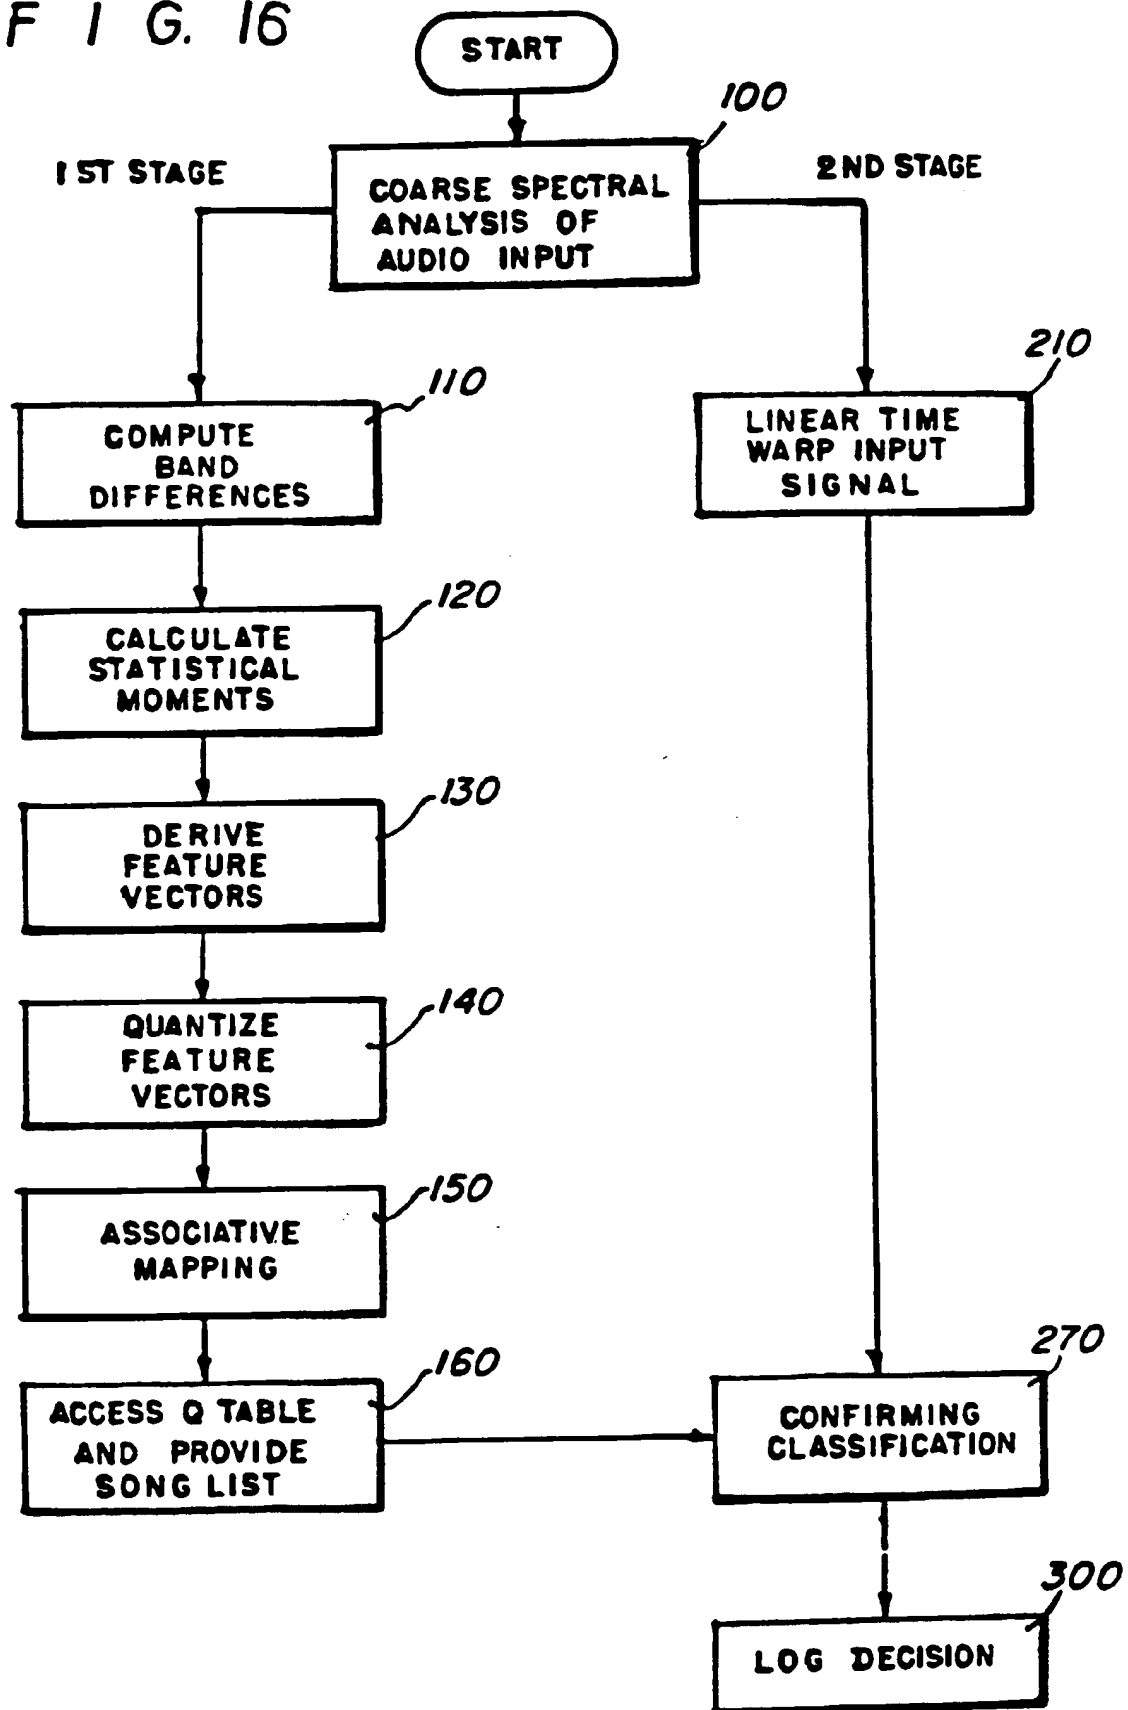 F I G. 16
START
100
1ST STAGE
2ND STAGE
COARSE SPECTRAL
ANALYSIS OF
AUDIO INPUT
110
COMPUTE
BAND
DIFFERENCES
210
LINEAR TIME
WARP INPUT
SIGNAL
120
CALCULATE
STATISTICAL
MOMENTS
130
DERIVE
FEATURE
VECTORS
140
QUANTIZE
FEATURE
VECTORS
150
ASSOCIATIVE
MAPPING
160
ACCESS Q TABLE
AND PROVIDE
SONG LIST
270
CONFIRMING
CLASSIFICATION
300
LOG DECISION